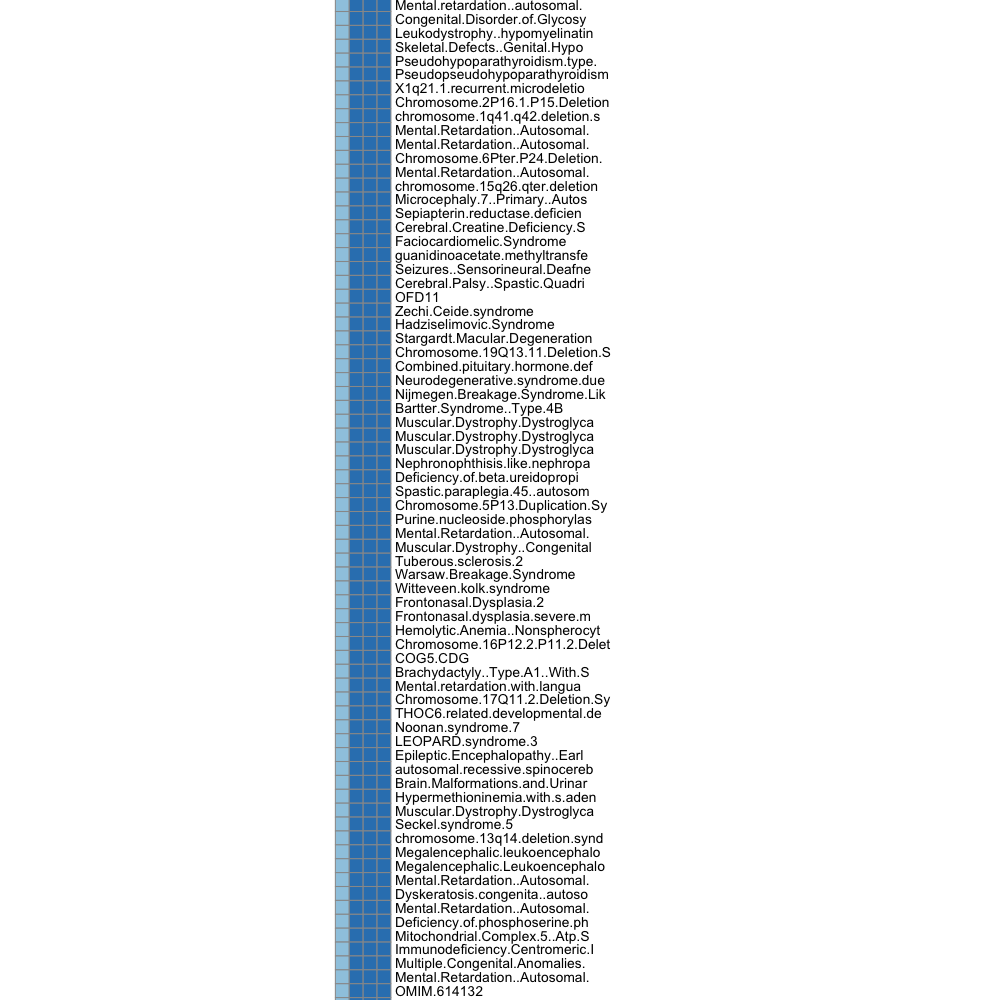 Mental.retardation..autosomal.
Congenital.Disorder.of.Glycosy
Leukodystrophy..hypomyelinatin
Skeletal.Defects..Genital.Hypo
Pseudohypoparathyroidism.type.
Pseudopseudohypoparathyroidism
X1q21.1.recurrent.microdeletio
Chromosome.2P16.1.P15.Deletion
chromosome.1q41.q42.deletion.s
Mental.Retardation..Autosomal.
Mental.Retardation..Autosomal.
Chromosome.6Pter.P24.Deletion.
Mental.Retardation..Autosomal.
chromosome.15q26.qter.deletion
Microcephaly.7..Primary..Autos
Sepiapterin.reductase.deficien
Cerebral.Creatine.Deficiency.S
Faciocardiomelic.Syndrome
guanidinoacetate.methyltransfe
Seizures..Sensorineural.Deafne
Cerebral.Palsy..Spastic.Quadri
OFD11
Zechi.Ceide.syndrome
Hadziselimovic.Syndrome
Stargardt.Macular.Degeneration
Chromosome.19Q13.11.Deletion.S
Combined.pituitary.hormone.def
Neurodegenerative.syndrome.due
Nijmegen.Breakage.Syndrome.Lik
Bartter.Syndrome..Type.4B
Muscular.Dystrophy.Dystroglyca
Muscular.Dystrophy.Dystroglyca
Muscular.Dystrophy.Dystroglyca
Nephronophthisis.like.nephropa
Deficiency.of.beta.ureidopropi
Spastic.paraplegia.45..autosom
Chromosome.5P13.Duplication.Sy
Purine.nucleoside.phosphorylas
Mental.Retardation..Autosomal.
Muscular.Dystrophy..Congenital
Tuberous.sclerosis.2
Warsaw.Breakage.Syndrome
Witteveen.kolk.syndrome
Frontonasal.Dysplasia.2
Frontonasal.dysplasia.severe.m
Hemolytic.Anemia..Nonspherocyt
Chromosome.16P12.2.P11.2.Delet
COG5.CDG
Brachydactyly..Type.A1..With.S
Mental.retardation.with.langua
Chromosome.17Q11.2.Deletion.Sy
THOC6.related.developmental.de
Noonan.syndrome.7
LEOPARD.syndrome.3
Epileptic.Encephalopathy..Earl
autosomal.recessive.spinocereb
Brain.Malformations.and.Urinar
Hypermethioninemia.with.s.aden
Muscular.Dystrophy.Dystroglyca
Seckel.syndrome.5
chromosome.13q14.deletion.synd
Megalencephalic.leukoencephalo
Megalencephalic.Leukoencephalo
Mental.Retardation..Autosomal.
Dyskeratosis.congenita..autoso
Mental.Retardation..Autosomal.
Deficiency.of.phosphoserine.ph
Mitochondrial.Complex.5..Atp.S
Immunodeficiency.Centromeric.I
Multiple.Congenital.Anomalies.
Mental.Retardation..Autosomal.
OMIM.614132